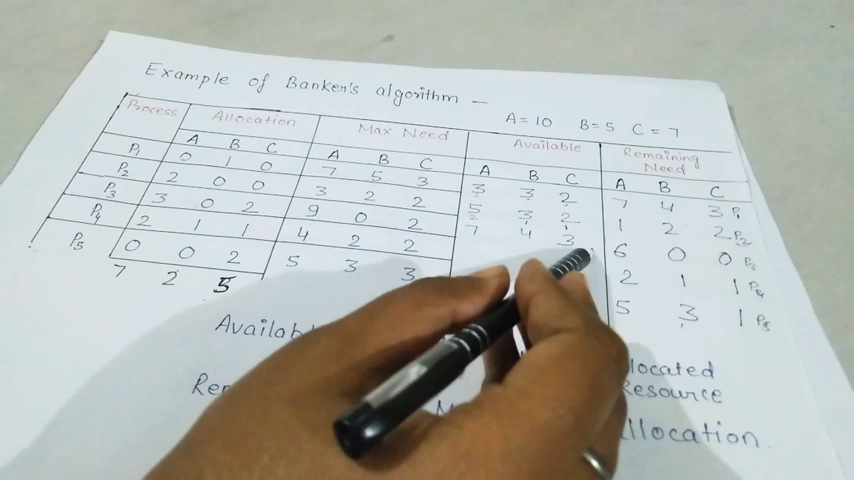 Example of Banker's algorithm –
A = 10 B = 5 C = 7
Process Allocation Max Need Available Remaining Need
A B C A B C A B C A B C
P1 0 1 0 7 5 3 3 3 2 7 4 3 P1
P2 2 0 0 3 2 2 5 3 2 1 2 2 P2
P3 3 0 2 9 0 2 7 4 3 6 0 0 P3
P4 2 1 1 4 2 2 2 1 1 P4
P5 0 0 2 5 3 3 5 3 1 P5
7 2 5
Availabl
located
Resource
Re
llocation.